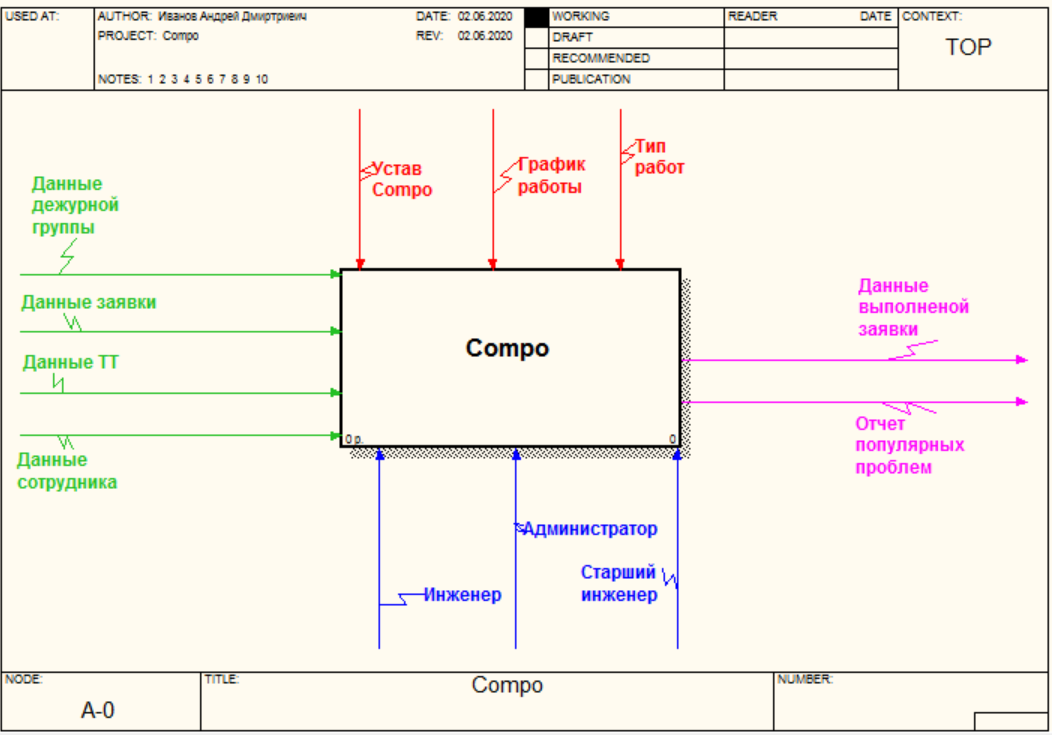 USED AT:
AUTHOR: Иванов Андрей Дмиртриеич
DATE: 02.06.2020
WORKING
READER
DATE
CONTEXT:
PROJECT: Compo
REV: 02.06.2020
DRAFT
TOP
RECOMMENDED
NOTES: 1 2 3 4 5 6 7 8 9 10
PUBLICATION
Устав
Compo
График
работы
Тип
работ
Данные
дежурной
группы
Данные заявки
Данные ТТ
Данные
сотрудника
Compo
0 р.
0
Данные
выполненой
заявки
Отчет
популярных
проблем
Администратор
Старший
инженер
Инженер
NODE:
A-0
TITLE:
Compo
NUMBER: